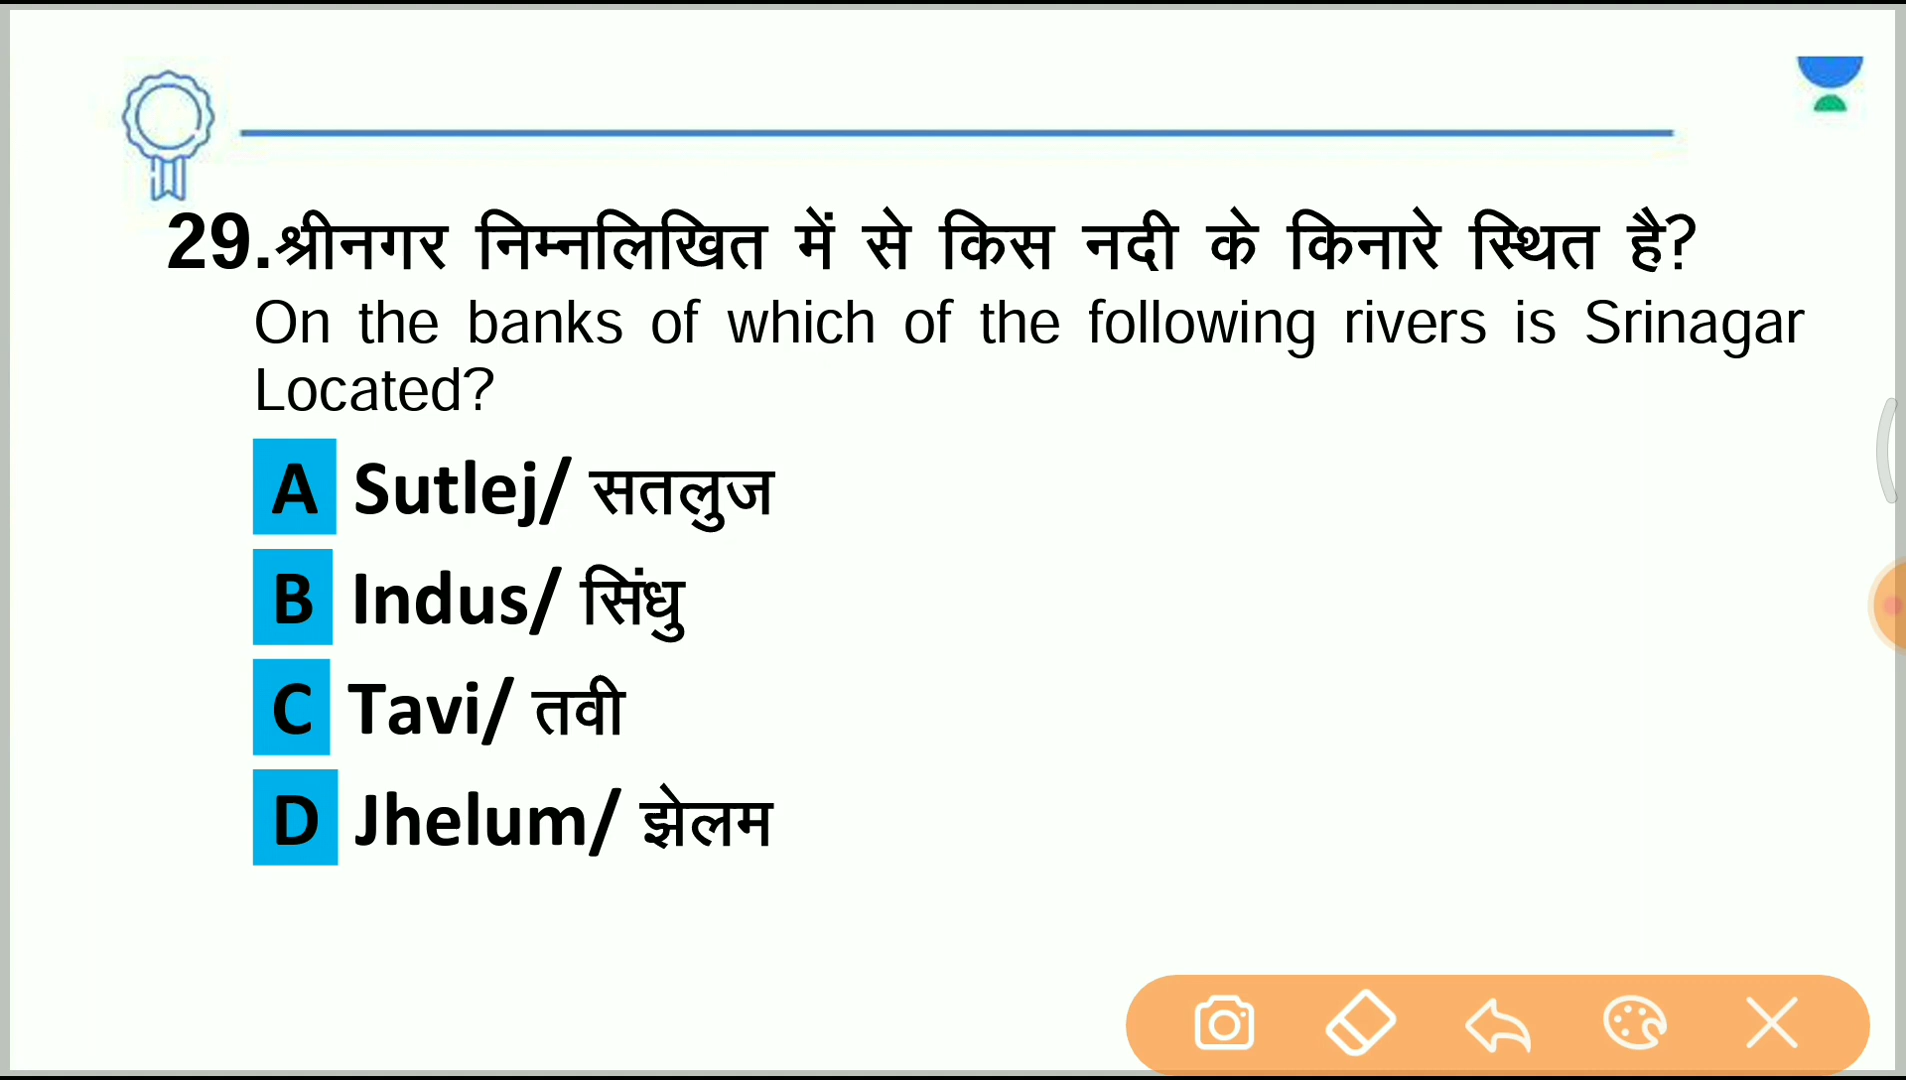 29.श्रीनगर निम्नलिखित में से किस नदी के किनारे स्थित है?
On the banks of which of the following rivers is Srinagar
Located?
A Sutlej/ सतलुज
B Indus/ सिंधु
C Tavi/ तवी
D Jhelum/ झेलम